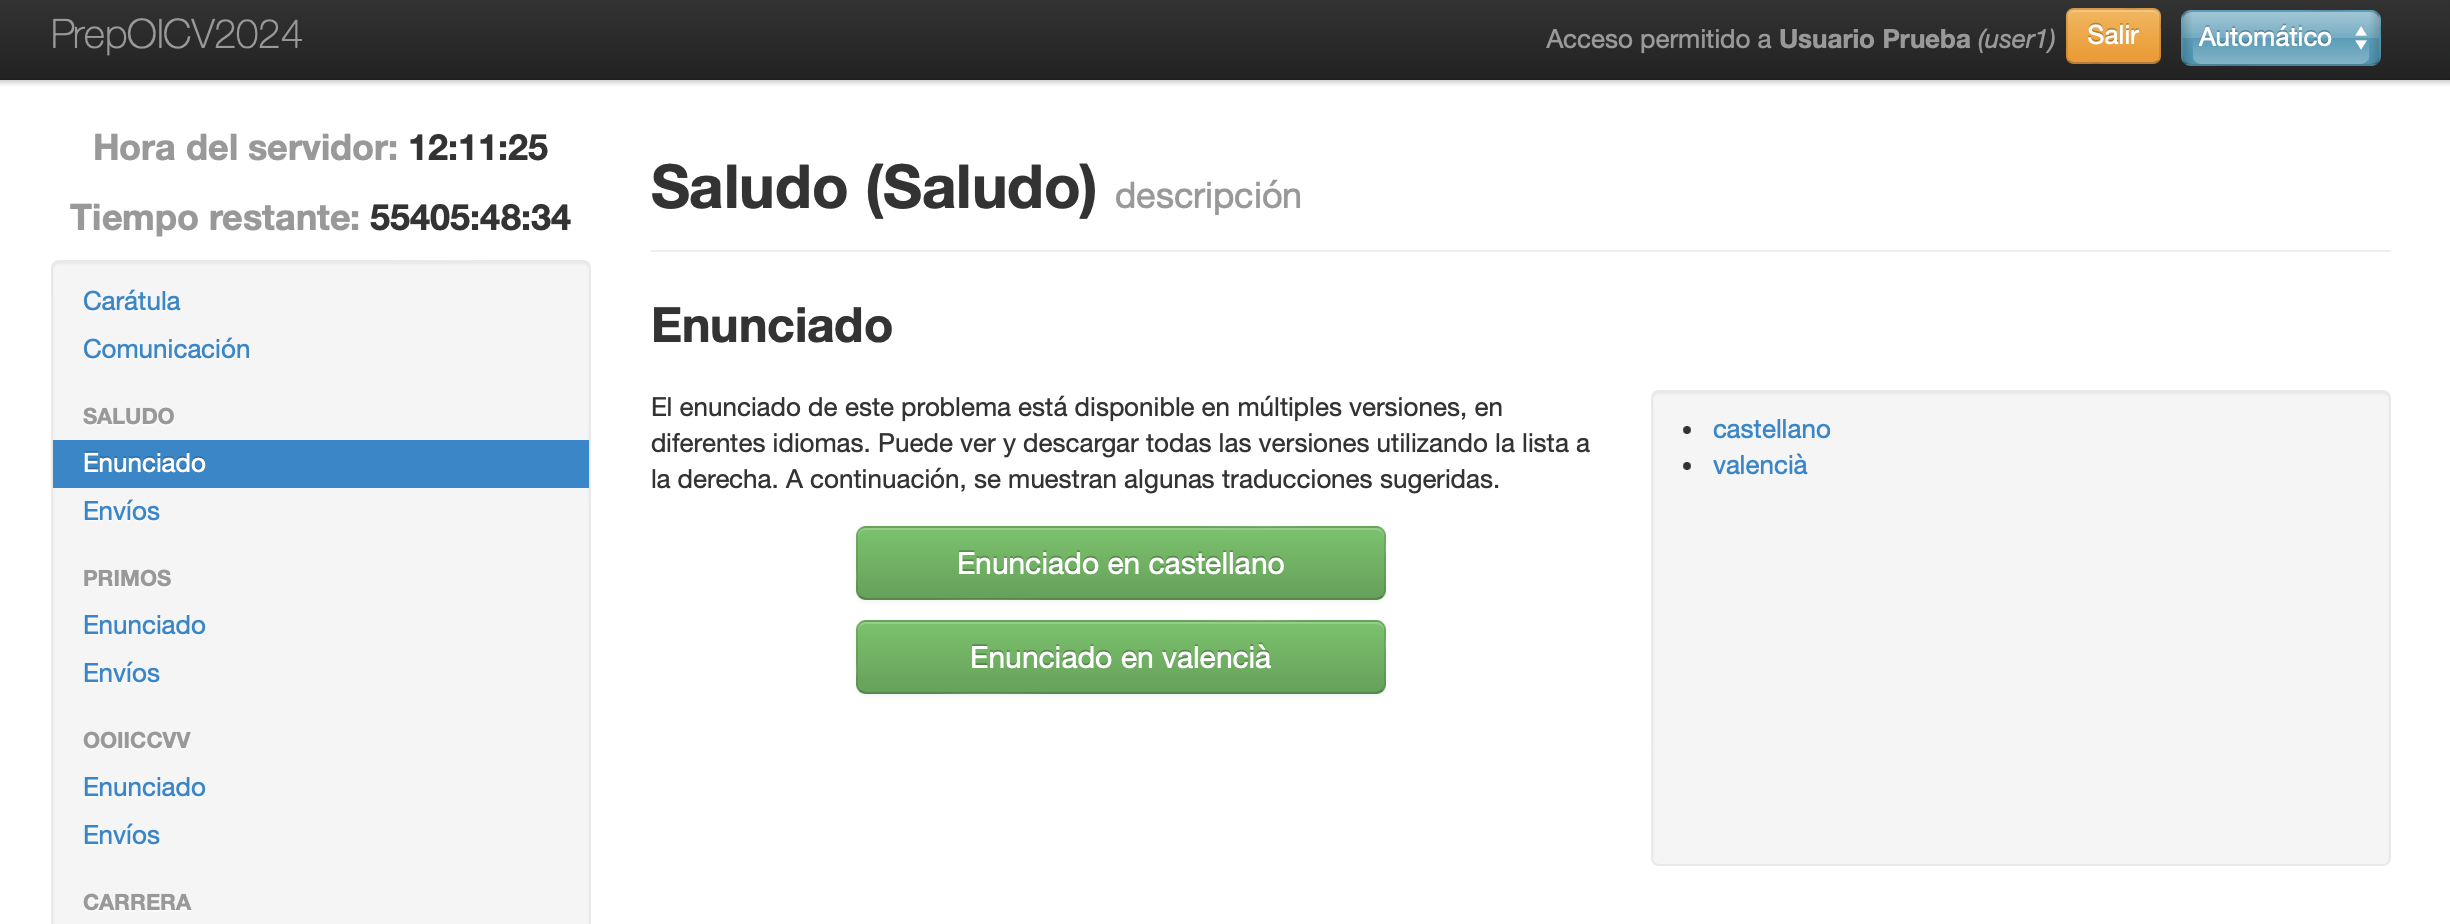 PrepOICV2024
Acceso permitido a Usuario Prueba (user1)
Salir
Automático
Hora del servidor: 12:11:25
Tiempo restante: 55405:48:34
Carátula
Comunicación
SALUDO
Enunciado
Envíos
PRIMOS
Enunciado
Envíos
OOIICCVV
Enunciado
Envíos
CARRERA
Saludo (Saludo) descripción
Enunciado
El enunciado de este problema está disponible en múltiples versiones, en
diferentes idiomas. Puede ver y descargar todas las versiones utilizando la lista a
la derecha. A continuación, se muestran algunas traducciones sugeridas.
Enunciado en castellano
Enunciado en valencià
castellano
valencià